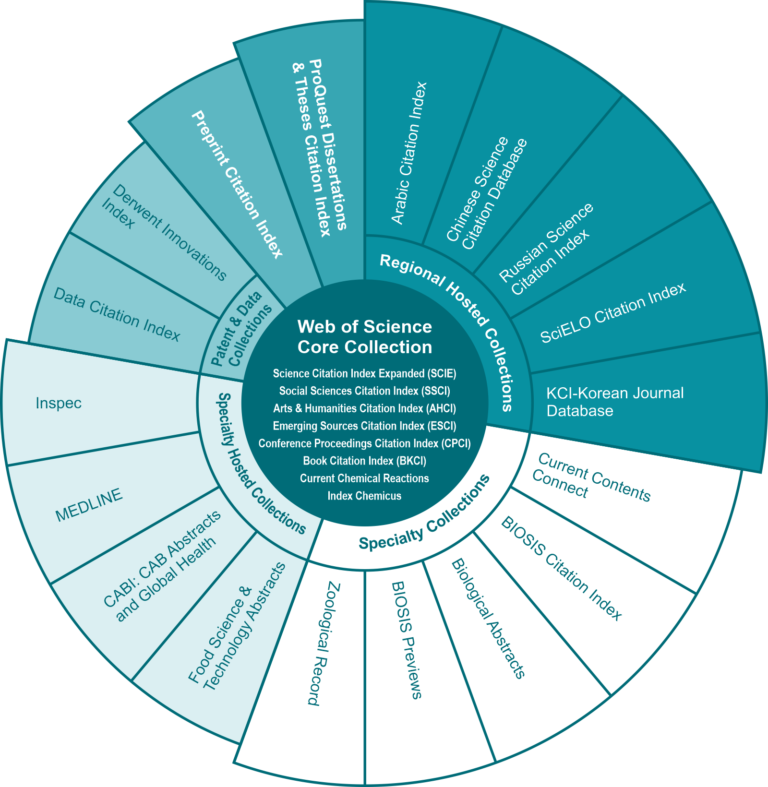 Web of Science
Core Collection
Science Citation Index Expanded (SCIE)
Social Sciences Citation Index (SSCI)
Arts & Humanities Citation Index (AHCI)
Emerging Sources Citation Index (ESCI)
Conference Proceedings Citation Index (CPCI)
Book Citation Index (BKCI)
Current Chemical Reactions
Index Chemicus
Regional Hosted Collections
Arabic Citation Index
Chinese Science
Citation Database
Russian Science
Citation Index
SciELO Citation Index
KCI-Korean Journal
Database
Specialty Collections
Current Contents
Connect
BIOSIS Citation Index
Biological Abstracts
BIOSIS Previews
Zoological Record
Specialty Hosted Collections
Food Science &
Technology Abstracts
CABI: CAB Abstracts
and Global Health
MEDLINE
Inspec
Patent & Data
Collections
Data Citation Index
Derwent Innovations
Index
Preprint Citation Index
ProQuest Dissertations
& Theses Citation Index